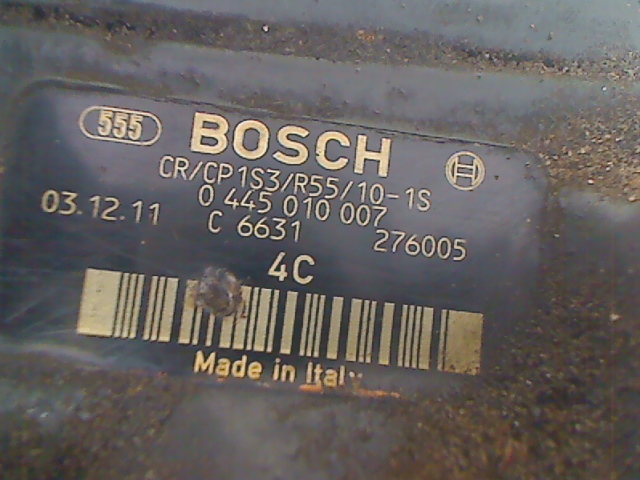 555 BOSCH
CR/CP1S3/R55/10-1S
03.12.11 0 445 010 007
C 6631 276005
4C
Made in Italy